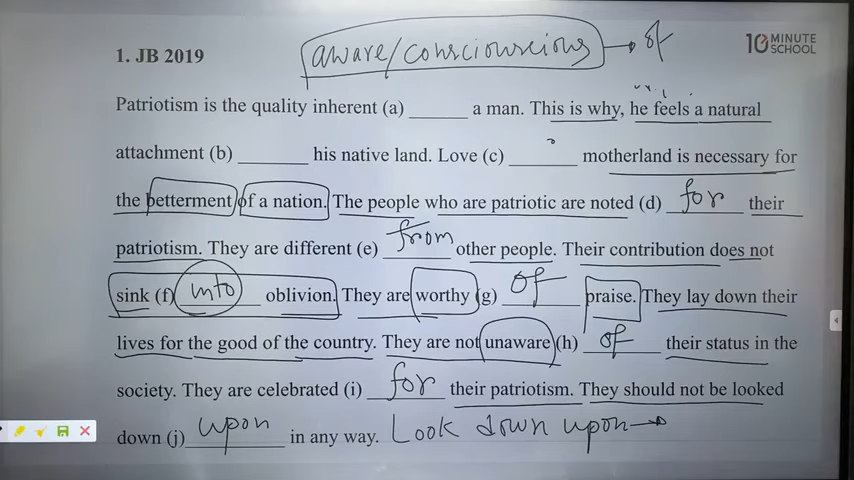 aware/consciounscious → of
10 MINUTE SCHOOL
1. JB 2019
Patriotism is the quality inherent (a) ______ a man. This is why, he feels a natural
attachment (b) ______ his native land. Love (c) ______ motherland is necessary for
the betterment of a nation. The people who are patriotic are noted (d) for their
patriotism. They are different (e) from other people. Their contribution does not
sink (f) into oblivion. They are worthy (g) of praise. They lay down their
lives for the good of the country. They are not unaware (h) of their status in the
society. They are celebrated (i) for their patriotism. They should not be looked
down (j) upon in any way. Look down upon →